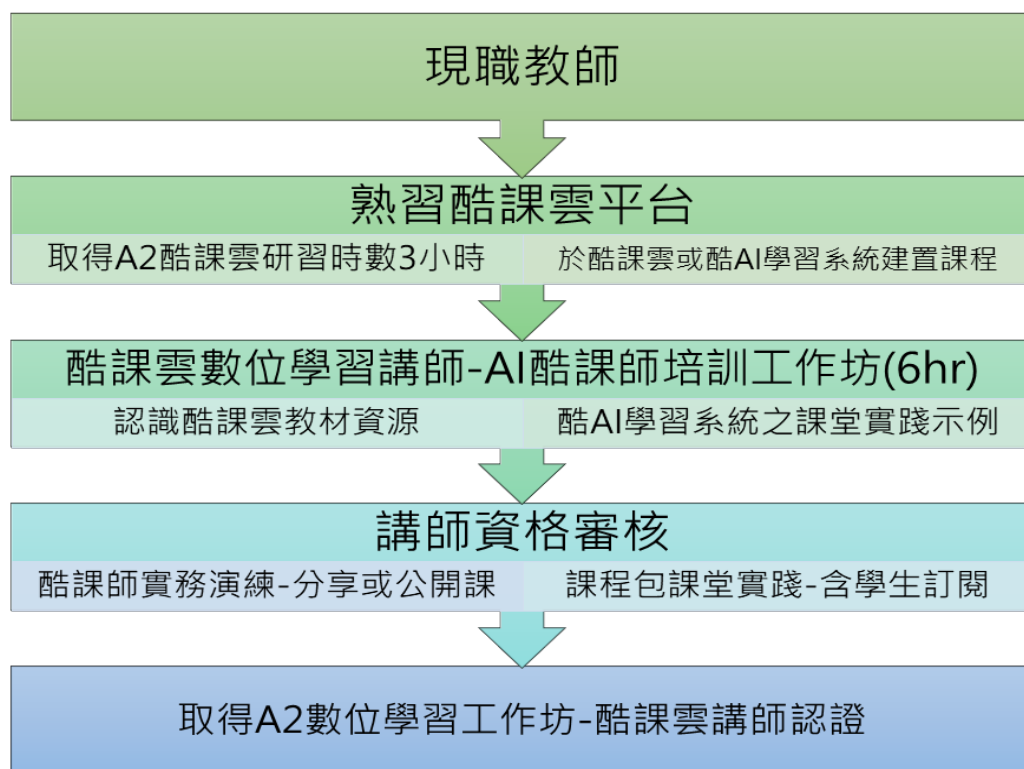 現職教師
熟習酷課雲平台
取得A2酷課雲研習時數3小時
於酷課雲或酷AI學習系統建置課程
酷課雲數位學習講師-AI酷課師培訓工作坊(6hr)
認識酷課雲教材資源
酷AI學習系統之課堂實踐示例
講師資格審核
酷課師實務演練-分享或公開課
課程包課堂實踐-含學生訂閱
取得A2數位學習工作坊-酷課雲講師認證